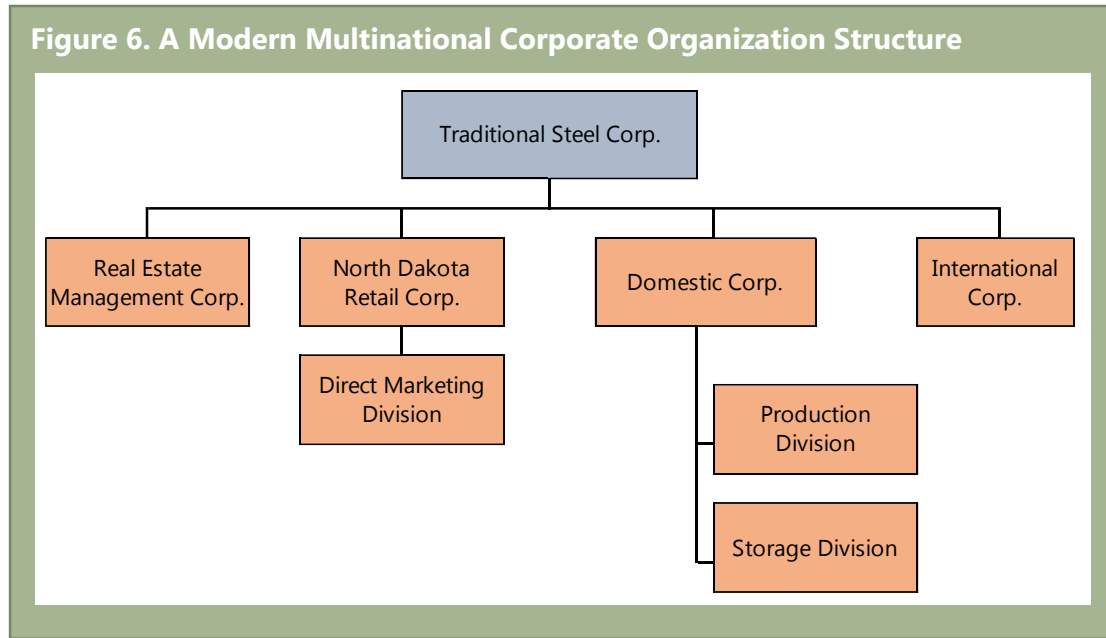 Figure 6. A Modern Multinational Corporate Organization Structure
Traditional Steel Corp.
Real Estate
Management Corp.
North Dakota
Retail Corp.
Domestic Corp.
International
Corp.
Direct Marketing
Division
Production
Division
Storage Division